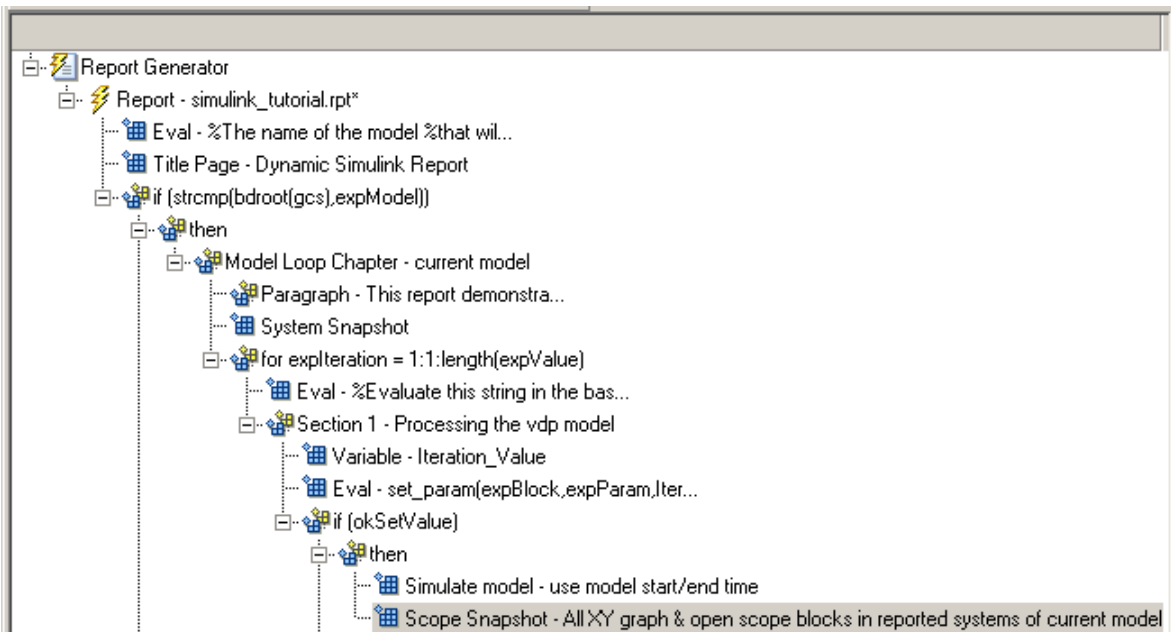 Report Generator
Report - simulink_tutorial.rpt*
Eval - %The name of the model %that wil...
Title Page - Dynamic Simulink Report
if (strcmp(bdroot(gcs),expModel))
then
Model Loop Chapter - current model
Paragraph - This report demonstra...
System Snapshot
for expIteration = 1:1:length(expValue)
Eval - %Evaluate this string in the bas...
Section 1 - Processing the vdp model
Variable - Iteration_Value
Eval - set_param(expBlock,expParam,Iter...
if (okSetValue)
then
Simulate model - use model start/end time
Scope Snapshot - All XY graph & open scope blocks in reported systems of current model